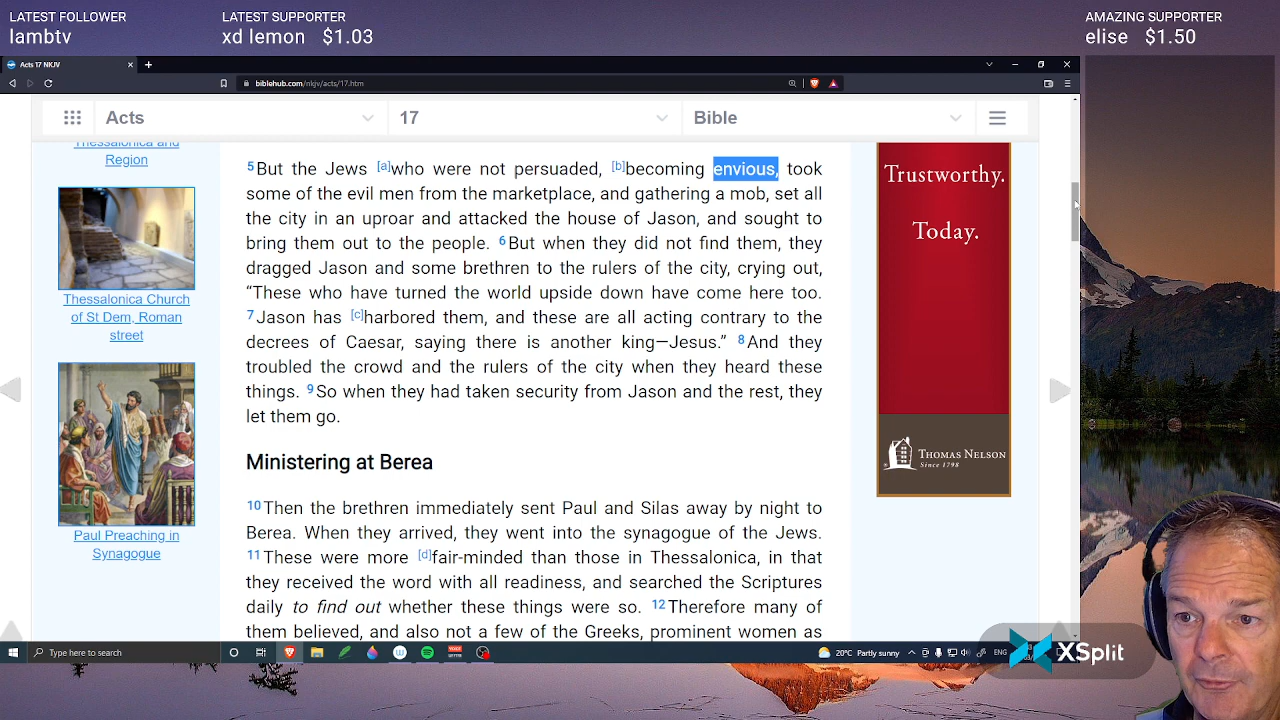 LATEST FOLLOWER
lambtv
LATEST SUPPORTER
xd lemon $1.03
AMAZING SUPPORTER
elise $1.50
Acts 17 NKJV
biblehub.com/nkjv/acts/17.htm
Acts
17
Bible
Thessalonica and
Region
Thessalonica Church
of St Dem, Roman
street
Paul Preaching in
Synagogue
5But the Jews [a]who were not persuaded, [b]becoming envious, took
some of the evil men from the marketplace, and gathering a mob, set all
the city in an uproar and attacked the house of Jason, and sought to
bring them out to the people. 6But when they did not find them, they
dragged Jason and some brethren to the rulers of the city, crying out,
“These who have turned the world upside down have come here too.
7Jason has [c]harbored them, and these are all acting contrary to the
decrees of Caesar, saying there is another king—Jesus.” 8And they
troubled the crowd and the rulers of the city when they heard these
things. 9So when they had taken security from Jason and the rest, they
let them go.
Ministering at Berea
10Then the brethren immediately sent Paul and Silas away by night to
Berea. When they arrived, they went into the synagogue of the Jews.
11These were more [d]fair-minded than those in Thessalonica, in that
they received the word with all readiness, and searched the Scriptures
daily to find out whether these things were so. 12Therefore many of
them believed, and also not a few of the Greeks, prominent women as
Trustworthy.
Today.
THOMAS NELSON
Since 1798
Type here to search
20°C Partly sunny
ENG
XSplit